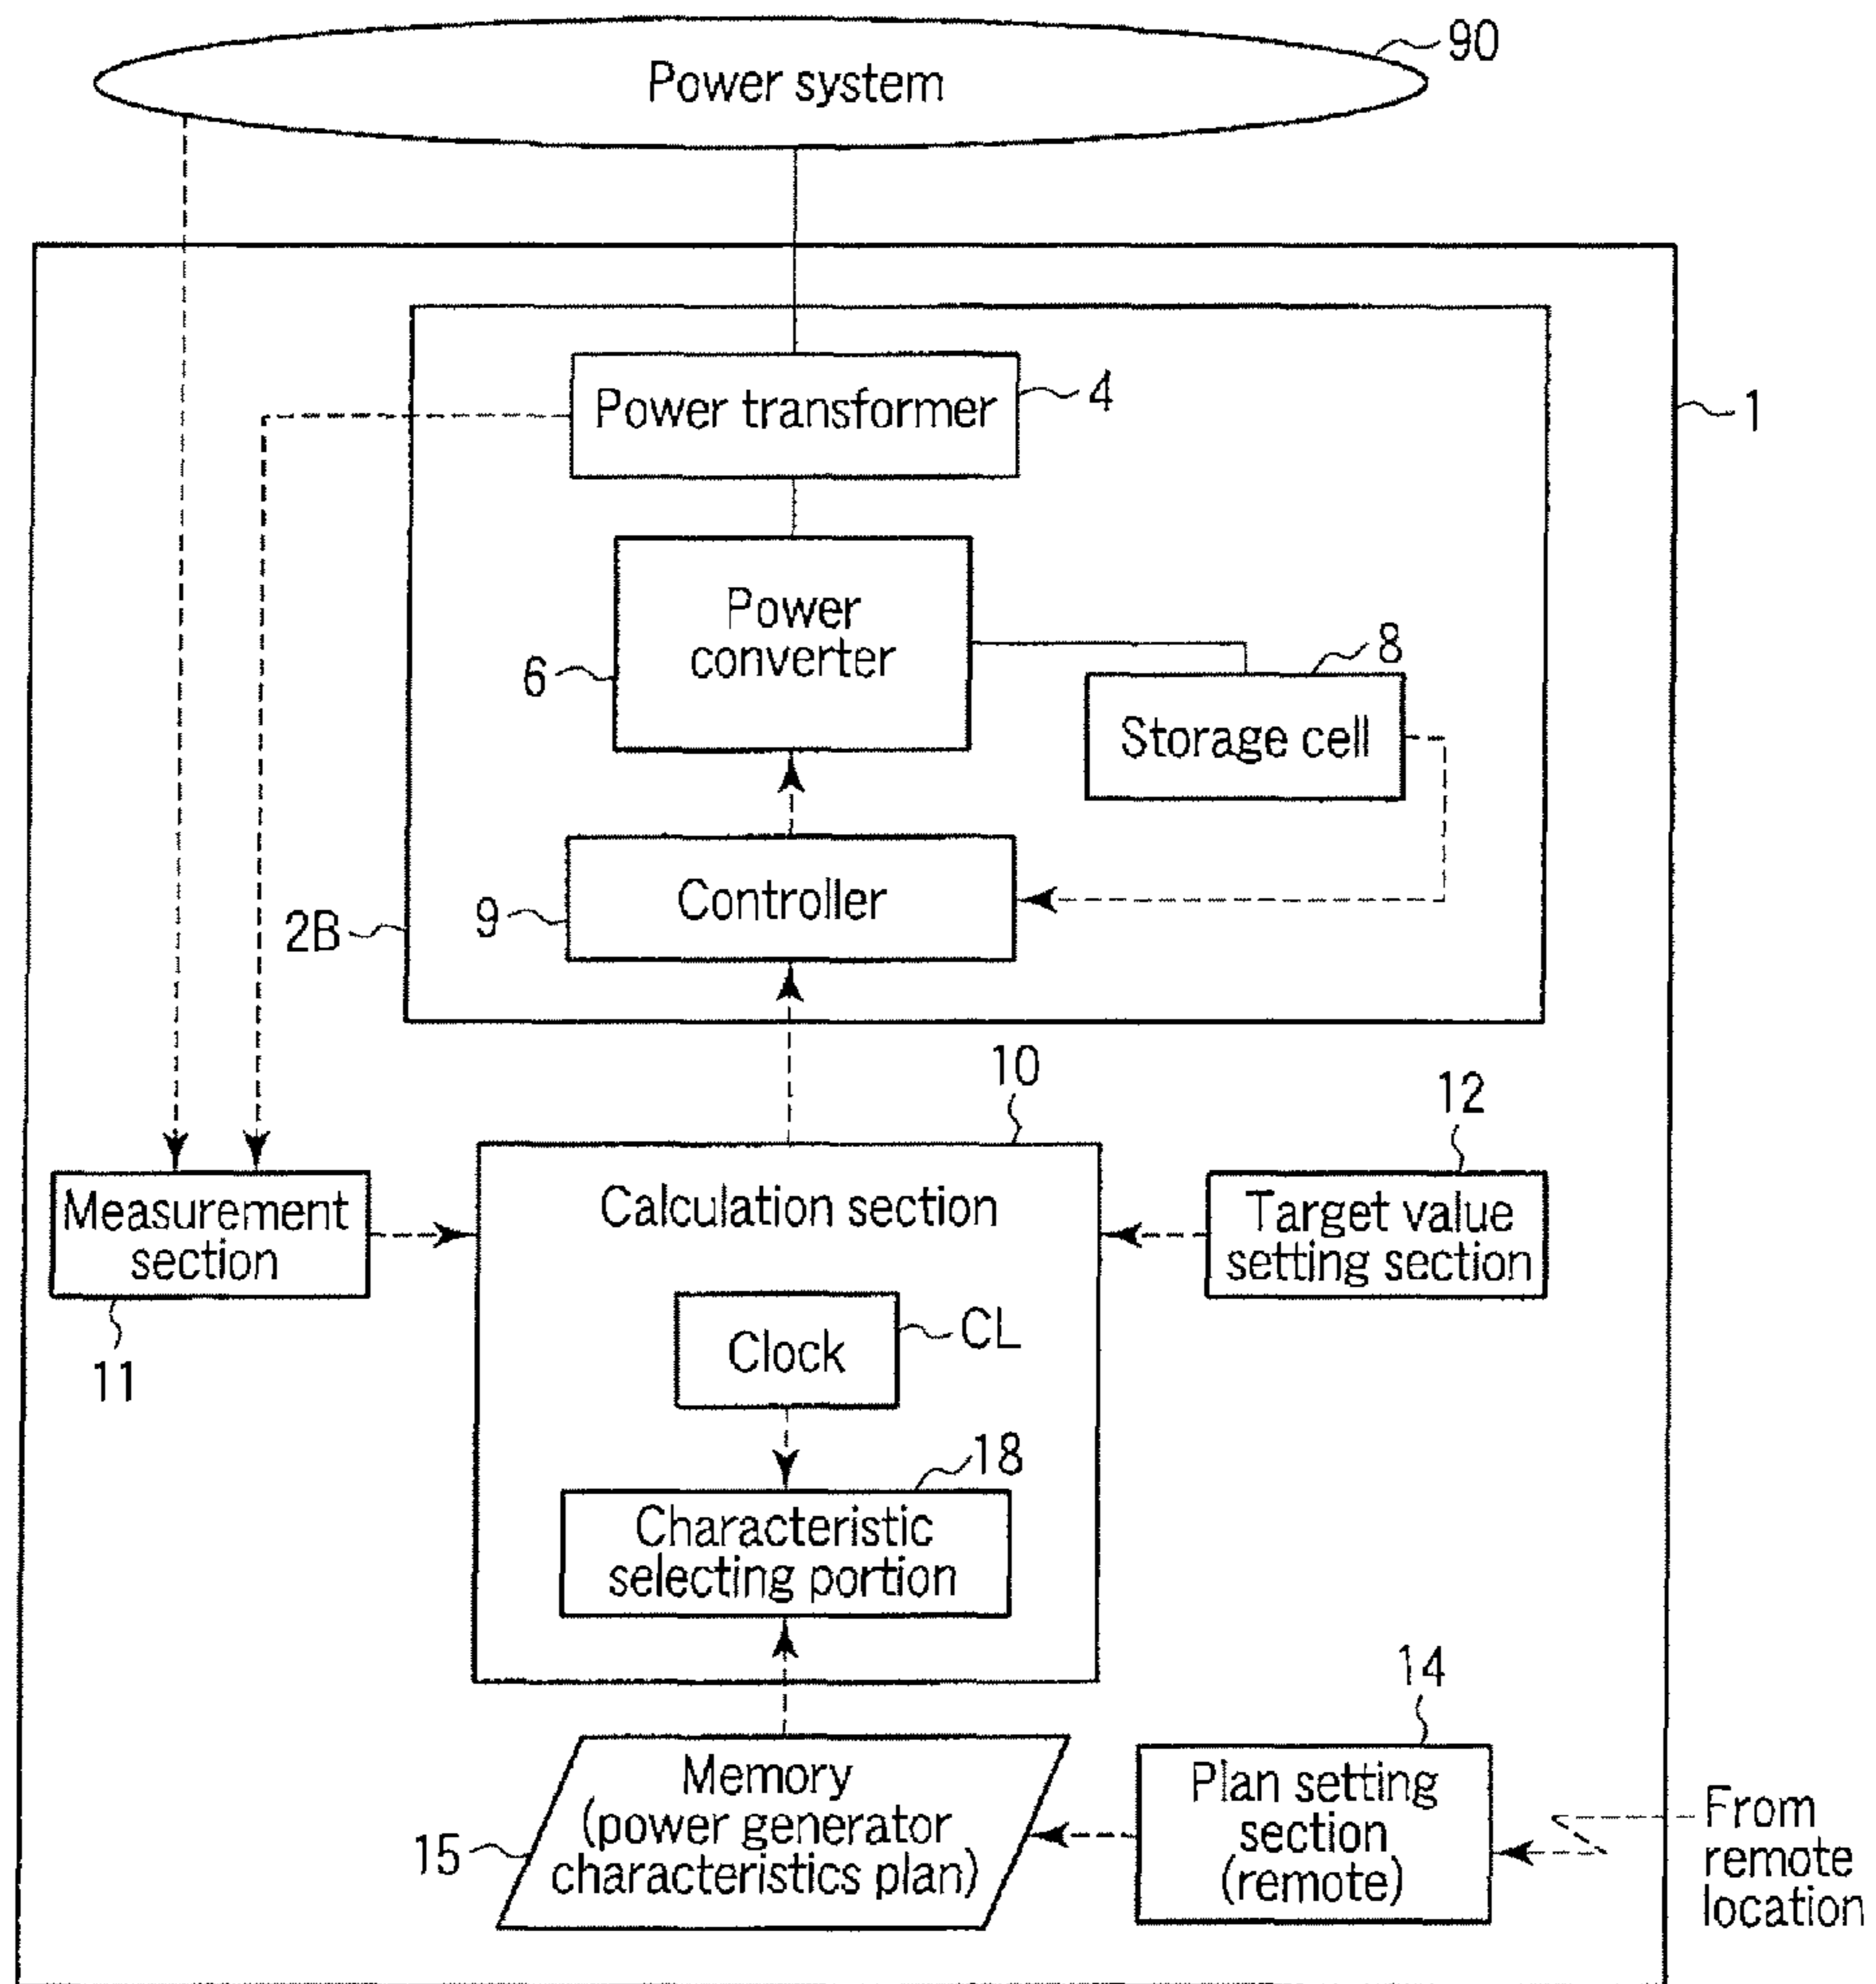 90
Power system
1
Power transformer
4
Power
converter
6
8
Storage cell
Controller
9
2B
10
12
Measurement
section
11
Calculation section
Target value
setting section
Clock
CL
18
Characteristic
selecting portion
14
Memory
(power generator
characteristics plan)
15
Plan setting
section
(remote)
From
remote
location